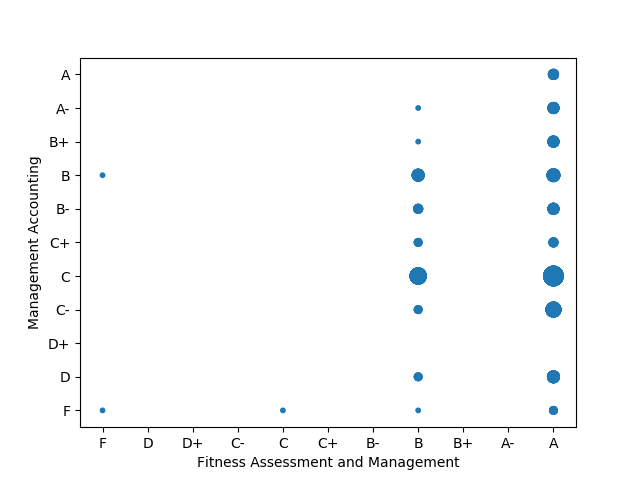 A
A-
B+
B
B-
C+
C
C-
D+
D
F
Management Accounting
F D D+ C- C C+ B- B B+ A- A
Fitness Assessment and Management